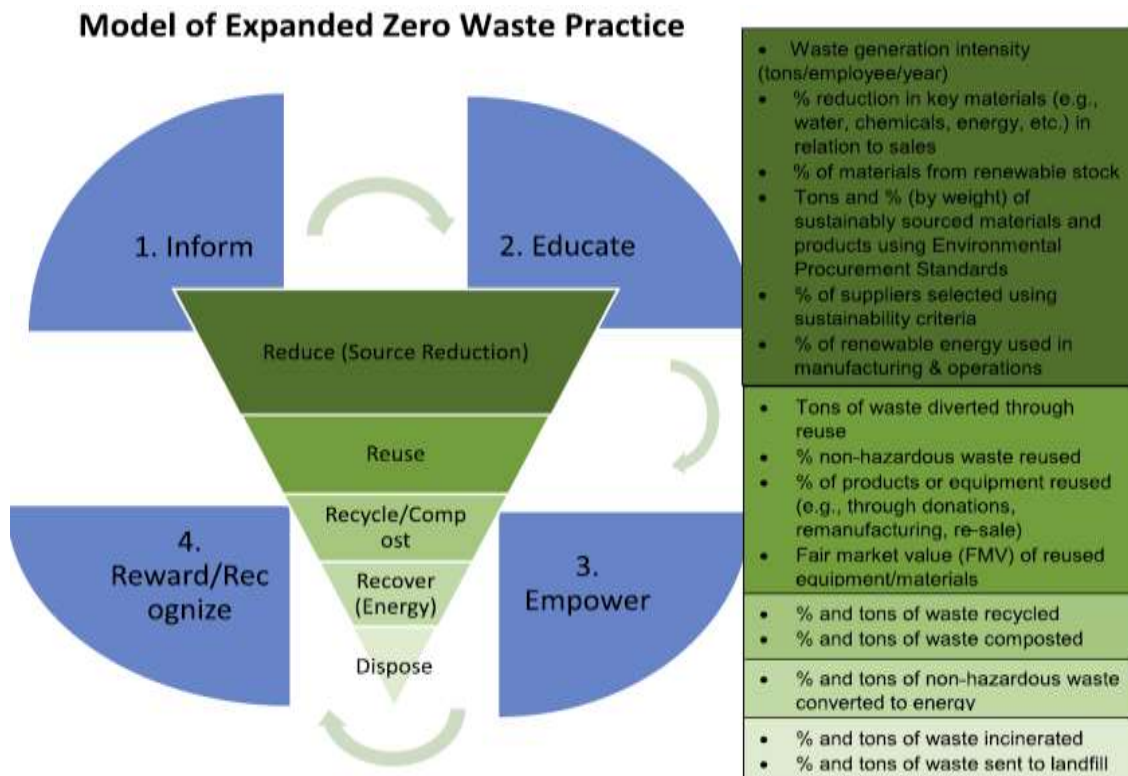 Model of Expanded Zero Waste Practice
1. Inform
2. Educate
Reduce (Source Reduction)
Reuse
Recycle/Comp
ost
Recover
(Energy)
Dispose
4.
Reward/Rec
ognize
3.
Empower
• Waste generation intensity
(tons/employee/year)
• % reduction in key materials (e.g.,
water, chemicals, energy, etc.) in
relation to sales
• % of materials from renewable stock
• Tons and % (by weight) of
sustainably sourced materials and
products using Environmental
Procurement Standards
• % of suppliers selected using
sustainability criteria
• % of renewable energy used in
manufacturing & operations
• Tons of waste diverted through
reuse
• % non-hazardous waste reused
• % of products or equipment reused
(e.g., through donations,
remanufacturing, re-sale)
• Fair market value (FMV) of reused
equipment/materials
• % and tons of waste recycled
• % and tons of waste composted
• % and tons of non-hazardous waste
converted to energy
• % and tons of waste incinerated
• % and tons of waste sent to landfill